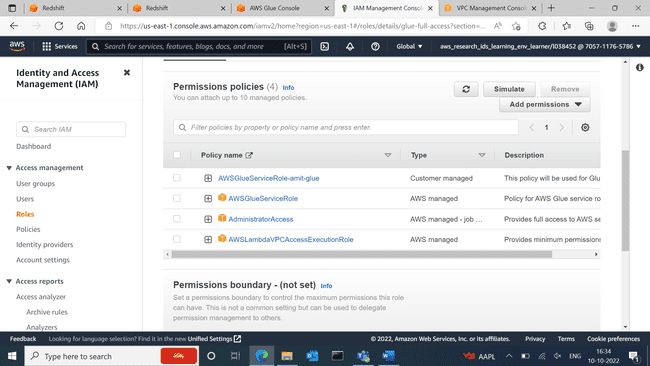 Redshift
Redshift
AWS Glue Console
IAM Management Console
VPC Management Console
https://us-east-1.console.aws.amazon.com/iamv2/home?region=us-east-1#/roles/details/glue-full-access?section=...
aws
Services
Search for services, features, blogs, docs, and more
[Alt+S]
Global
aws_research_ids_learning_env_learner/l038452 @ 7057-1176-5786
Identity and Access
Management (IAM)
Search IAM
Dashboard
Access management
User groups
Users
Roles
Policies
Identity providers
Account settings
Access reports
Access analyzer
Archive rules
Analyzers
Permissions policies (4) Info
You can attach up to 10 managed policies.
Simulate
Remove
Add permissions
Filter policies by property or policy name and press enter.
1
Policy name
Type
Description
AWSGlueServiceRole-amit-glue
Customer managed
This policy will be used for Glu
AWSGlueServiceRole
AWS managed
Policy for AWS Glue service ro
AdministratorAccess
AWS managed - job ...
Provides full access to AWS se
AWSLambdaVPCAccessExecutionRole
AWS managed
Provides minimum permissions
Permissions boundary - (not set) Info
Set a permissions boundary to control the maximum permissions this role
can have. This is not a common setting but can be used to delegate
permission management to others.
Feedback
Looking for language selection? Find it in the new Unified Settings
© 2022, Amazon Web Services, Inc. or its affiliates.
Privacy
Terms
Cookie preferences
Type here to search
AAPL
ENG
16:34
10-10-2022